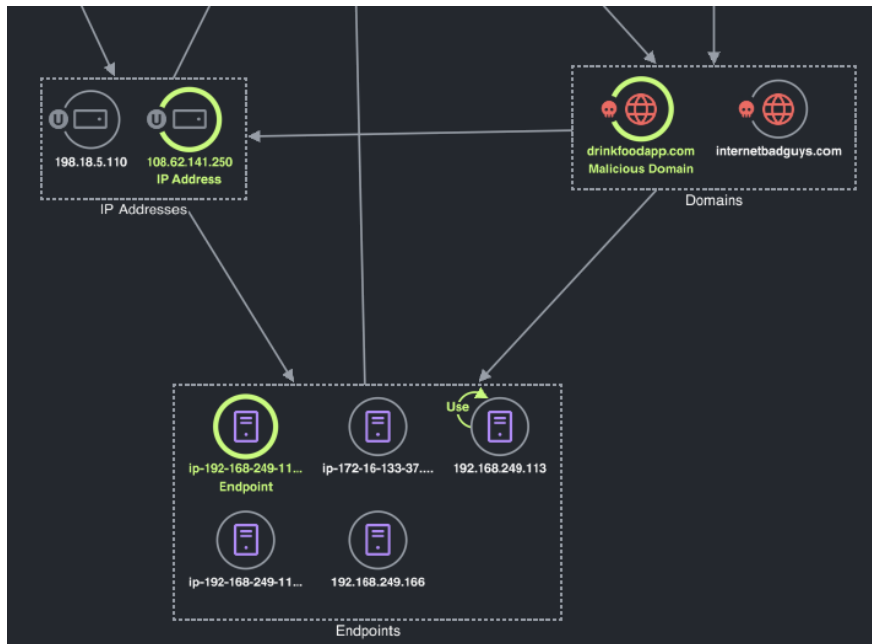 U
198.18.5.110
U
108.62.141.250
IP Address
IP Addresses
drinkfoodapp.com
Malicious Domain
internetbadguys.com
Domains
Use
ip-192-168-249-11...
Endpoint
ip-172-16-133-37....
192.168.249.113
ip-192-168-249-11...
192.168.249.166
Endpoints